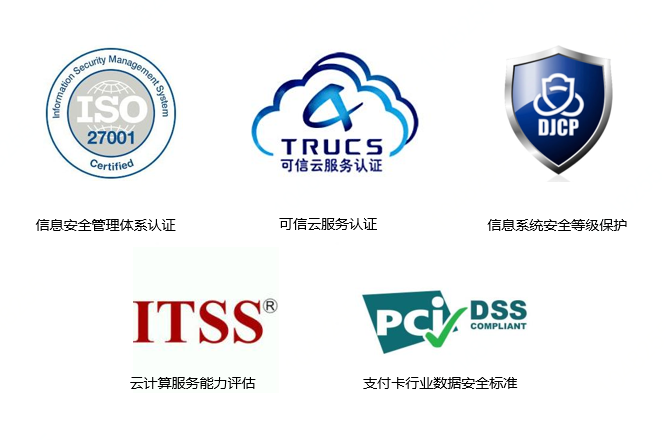 Information Security Management System
ISO
27001
Certified
TRUCS
可信云服务认证
DJCP
信息安全管理体系认证
可信云服务认证
信息系统安全等级保护
ITSS®
PCi DSS
COMPLIANT
云计算服务能力评估
支付卡行业数据安全标准